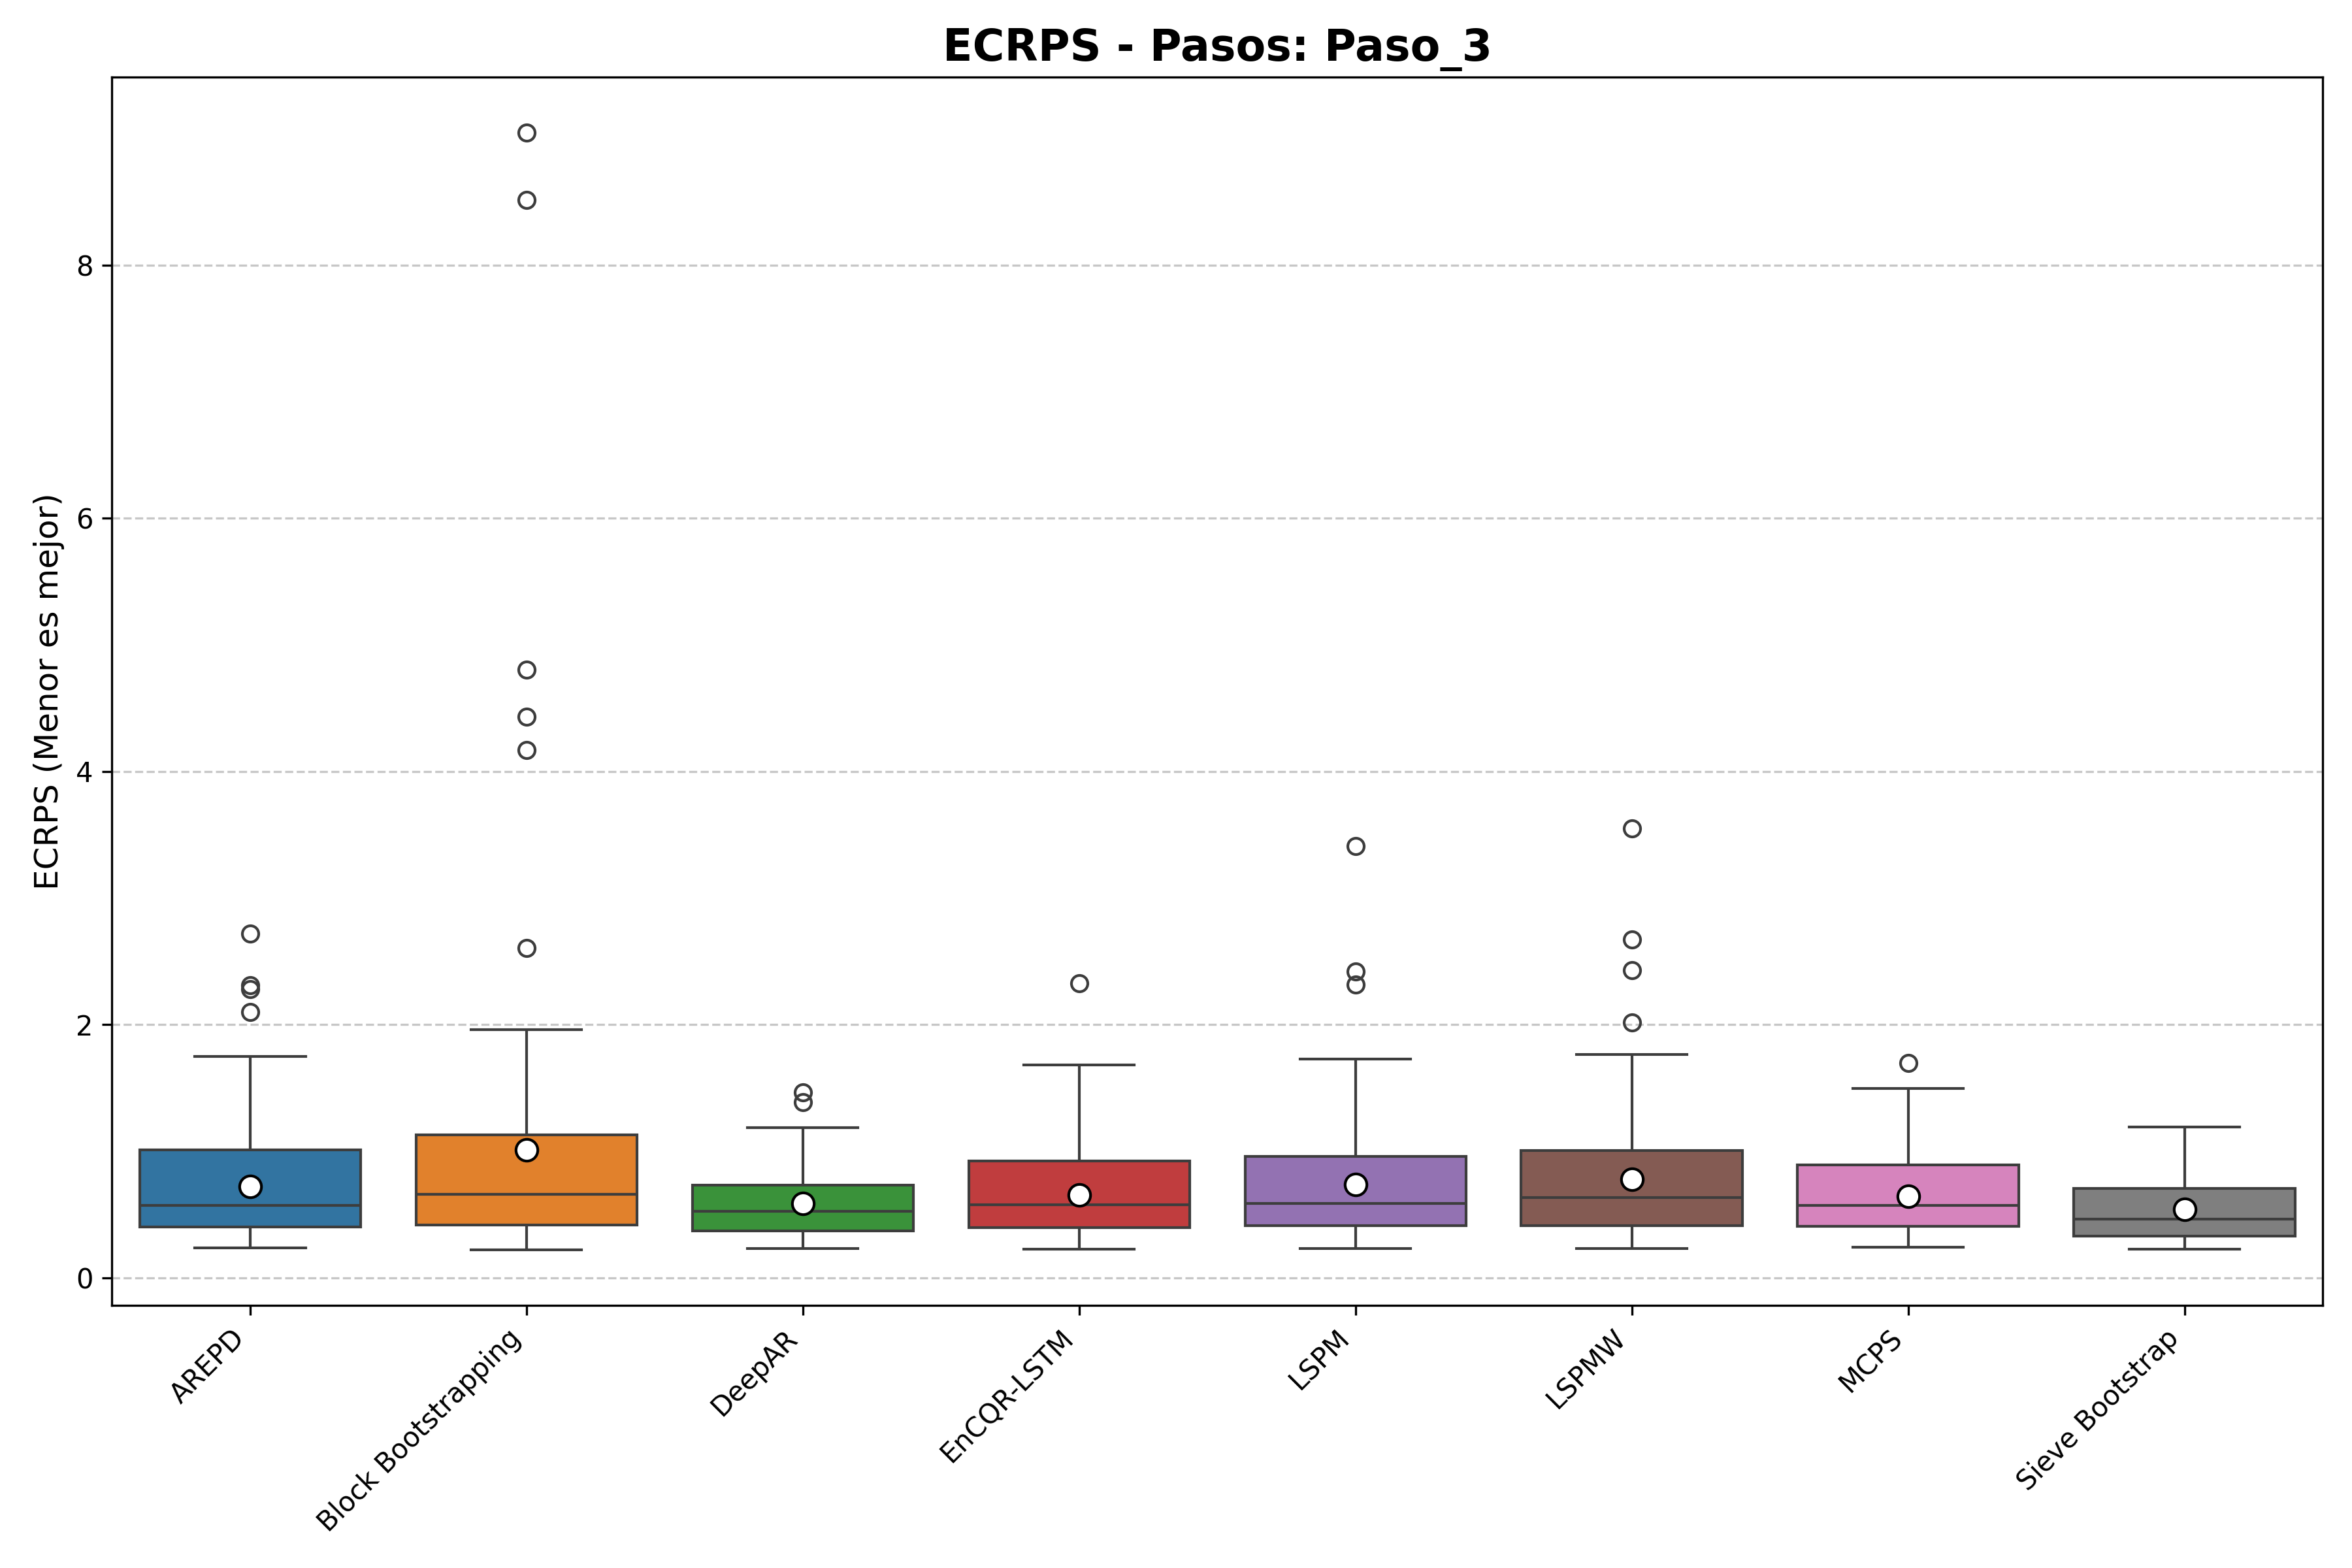 ECRPS - Pasos: Paso_3
ECRPS (Menor es mejor)
8
6
4
2
0
AREPD
Block Bootstrapping
DeepAR
EnCQR-LSTM
LSPM
LSPMW
MCPS
Sieve Bootstrap